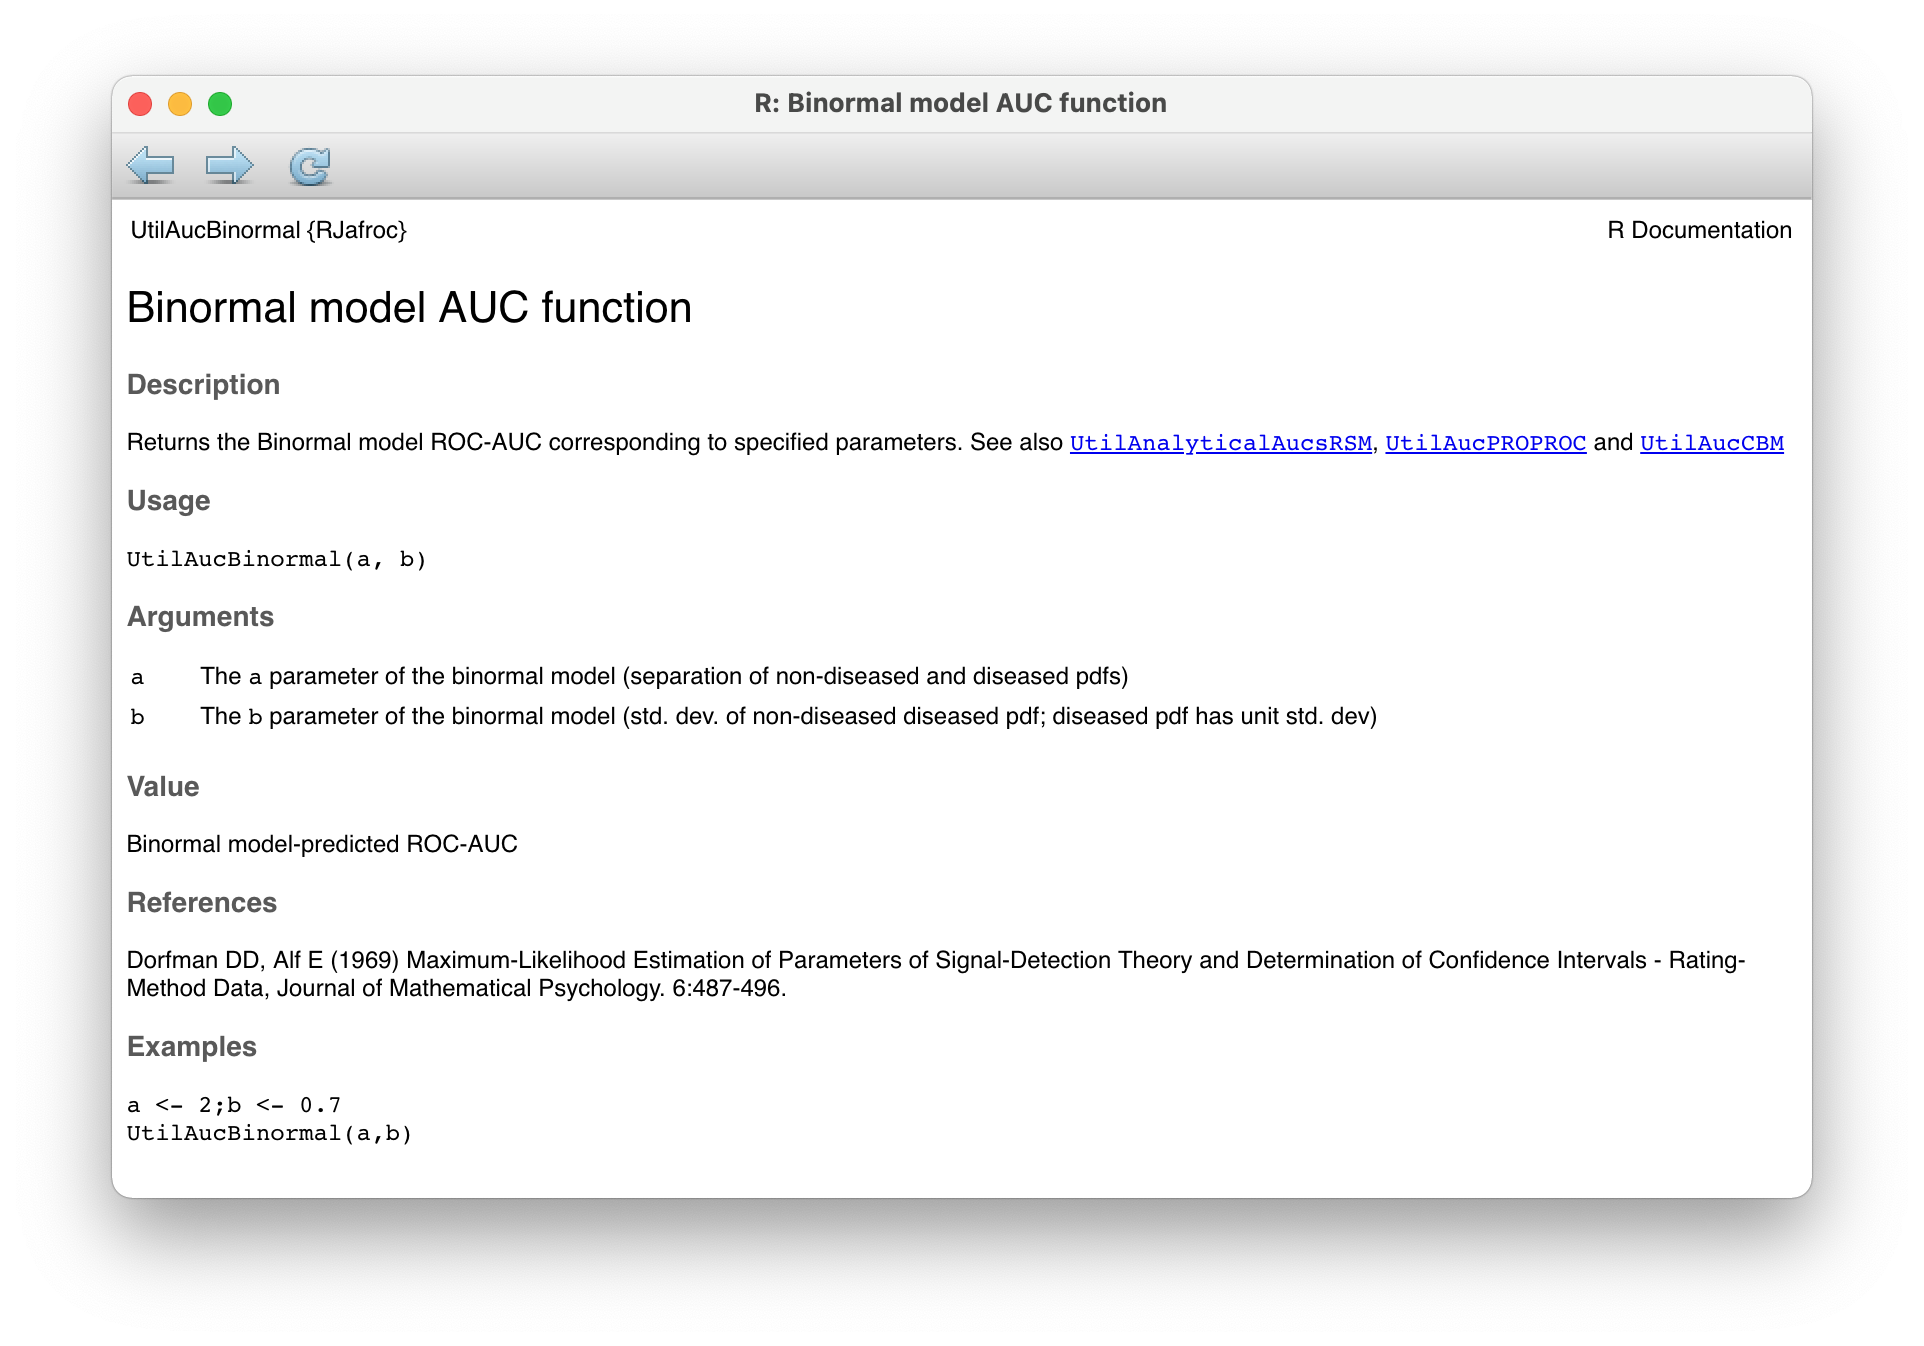 R: Binormal model AUC function
UtilAucBinormal {RJafroc}
R Documentation
Binormal model AUC function
Description
Returns the Binormal model ROC-AUC corresponding to specified parameters. See also UtilAnalyticalAucsRSM, UtilAucPROPROC and UtilAucCBM
Usage
UtilAucBinormal(a, b)
Arguments
a The a parameter of the binormal model (separation of non-diseased and diseased pdfs)
b The b parameter of the binormal model (std. dev. of non-diseased diseased pdf; diseased pdf has unit std. dev)
Value
Binormal model-predicted ROC-AUC
References
Dorfman DD, Alf E (1969) Maximum-Likelihood Estimation of Parameters of Signal-Detection Theory and Determination of Confidence Intervals - Rating-
Method Data, Journal of Mathematical Psychology. 6:487-496.
Examples
a <- 2;b <- 0.7
UtilAucBinormal(a,b)